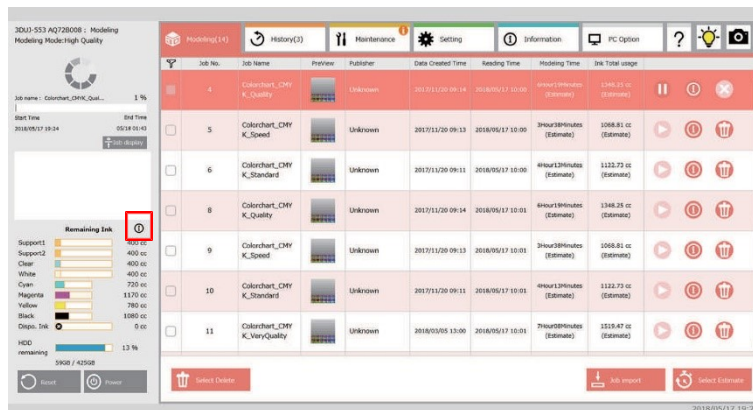 3DUJ-553 AQ72B008 : Modeling
Modeling Mode:High Quality
Job name : Colorchart_CMYK_Qual... 1 %
Start Time End Time
2018/05/17 10:24 05/18 01:43
Job display
Remaining Ink
Support1 400 cc
Support2 400 cc
Clear 400 cc
White 400 cc
Cyan 720 cc
Magenta 1170 cc
Yellow 780 cc
Black 1080 cc
Dispo. Ink 0 cc
HDD remaining 13 %
59GB / 425GB
Reset Power
Modeling(14) History(3) Maintenance Setting Information PC Option ?
Job No. Job Name PreView Publisher Data Created Time Reading Time Modeling Time Ink Total usage
4 Colorchart_CMYK_Quality Unknown 2017/11/20 09:14 2018/05/17 10:00 4Hour19Minutes (Estimate) 1348.25 cc (Estimate)
5 Colorchart_CMYK_Speed Unknown 2017/11/20 09:13 2018/05/17 10:00 3Hour38Minutes (Estimate) 1068.81 cc (Estimate)
6 Colorchart_CMYK_Standard Unknown 2017/11/20 09:11 2018/05/17 10:00 4Hour13Minutes (Estimate) 1122.73 cc (Estimate)
8 Colorchart_CMYK_Quality Unknown 2017/11/20 09:14 2018/05/17 10:01 6Hour19Minutes (Estimate) 1348.25 cc (Estimate)
9 Colorchart_CMYK_Speed Unknown 2017/11/20 09:13 2018/05/17 10:01 3Hour38Minutes (Estimate) 1068.81 cc (Estimate)
10 Colorchart_CMYK_Standard Unknown 2017/11/20 09:11 2018/05/17 10:01 4Hour13Minutes (Estimate) 1122.73 cc (Estimate)
11 Colorchart_CMYK_VeryQuality Unknown 2018/03/05 13:00 2018/05/17 10:01 7Hour08Minutes (Estimate) 1519.47 cc (Estimate)
Select Delete Job import Select Estimate